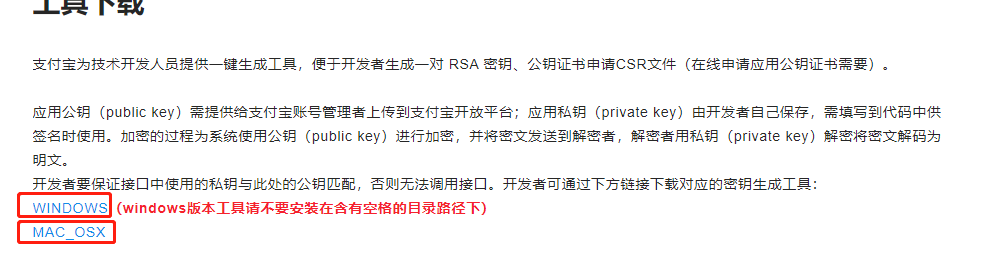 工具下载
支付宝为技术开发人员提供一键生成工具，便于开发者生成一对 RSA 密钥、公钥证书申请CSR文件（在线申请应用公钥证书需要）。
应用公钥（public key）需提供给支付宝账号管理者上传到支付宝开放平台；应用私钥（private key）由开发者自己保存，需填写到代码中供
签名时使用。加密的过程为系统使用公钥（public key）进行加密，并将密文发送到解密者，解密者用私钥（private key）解密将密文解码为
明文。
开发者要保证接口中使用的私钥与此处的公钥匹配，否则无法调用接口。开发者可通过下方链接下载对应的密钥生成工具：
WINDOWS（windows版本工具请不要安装在含有空格的目录路径下）
MAC_OSX